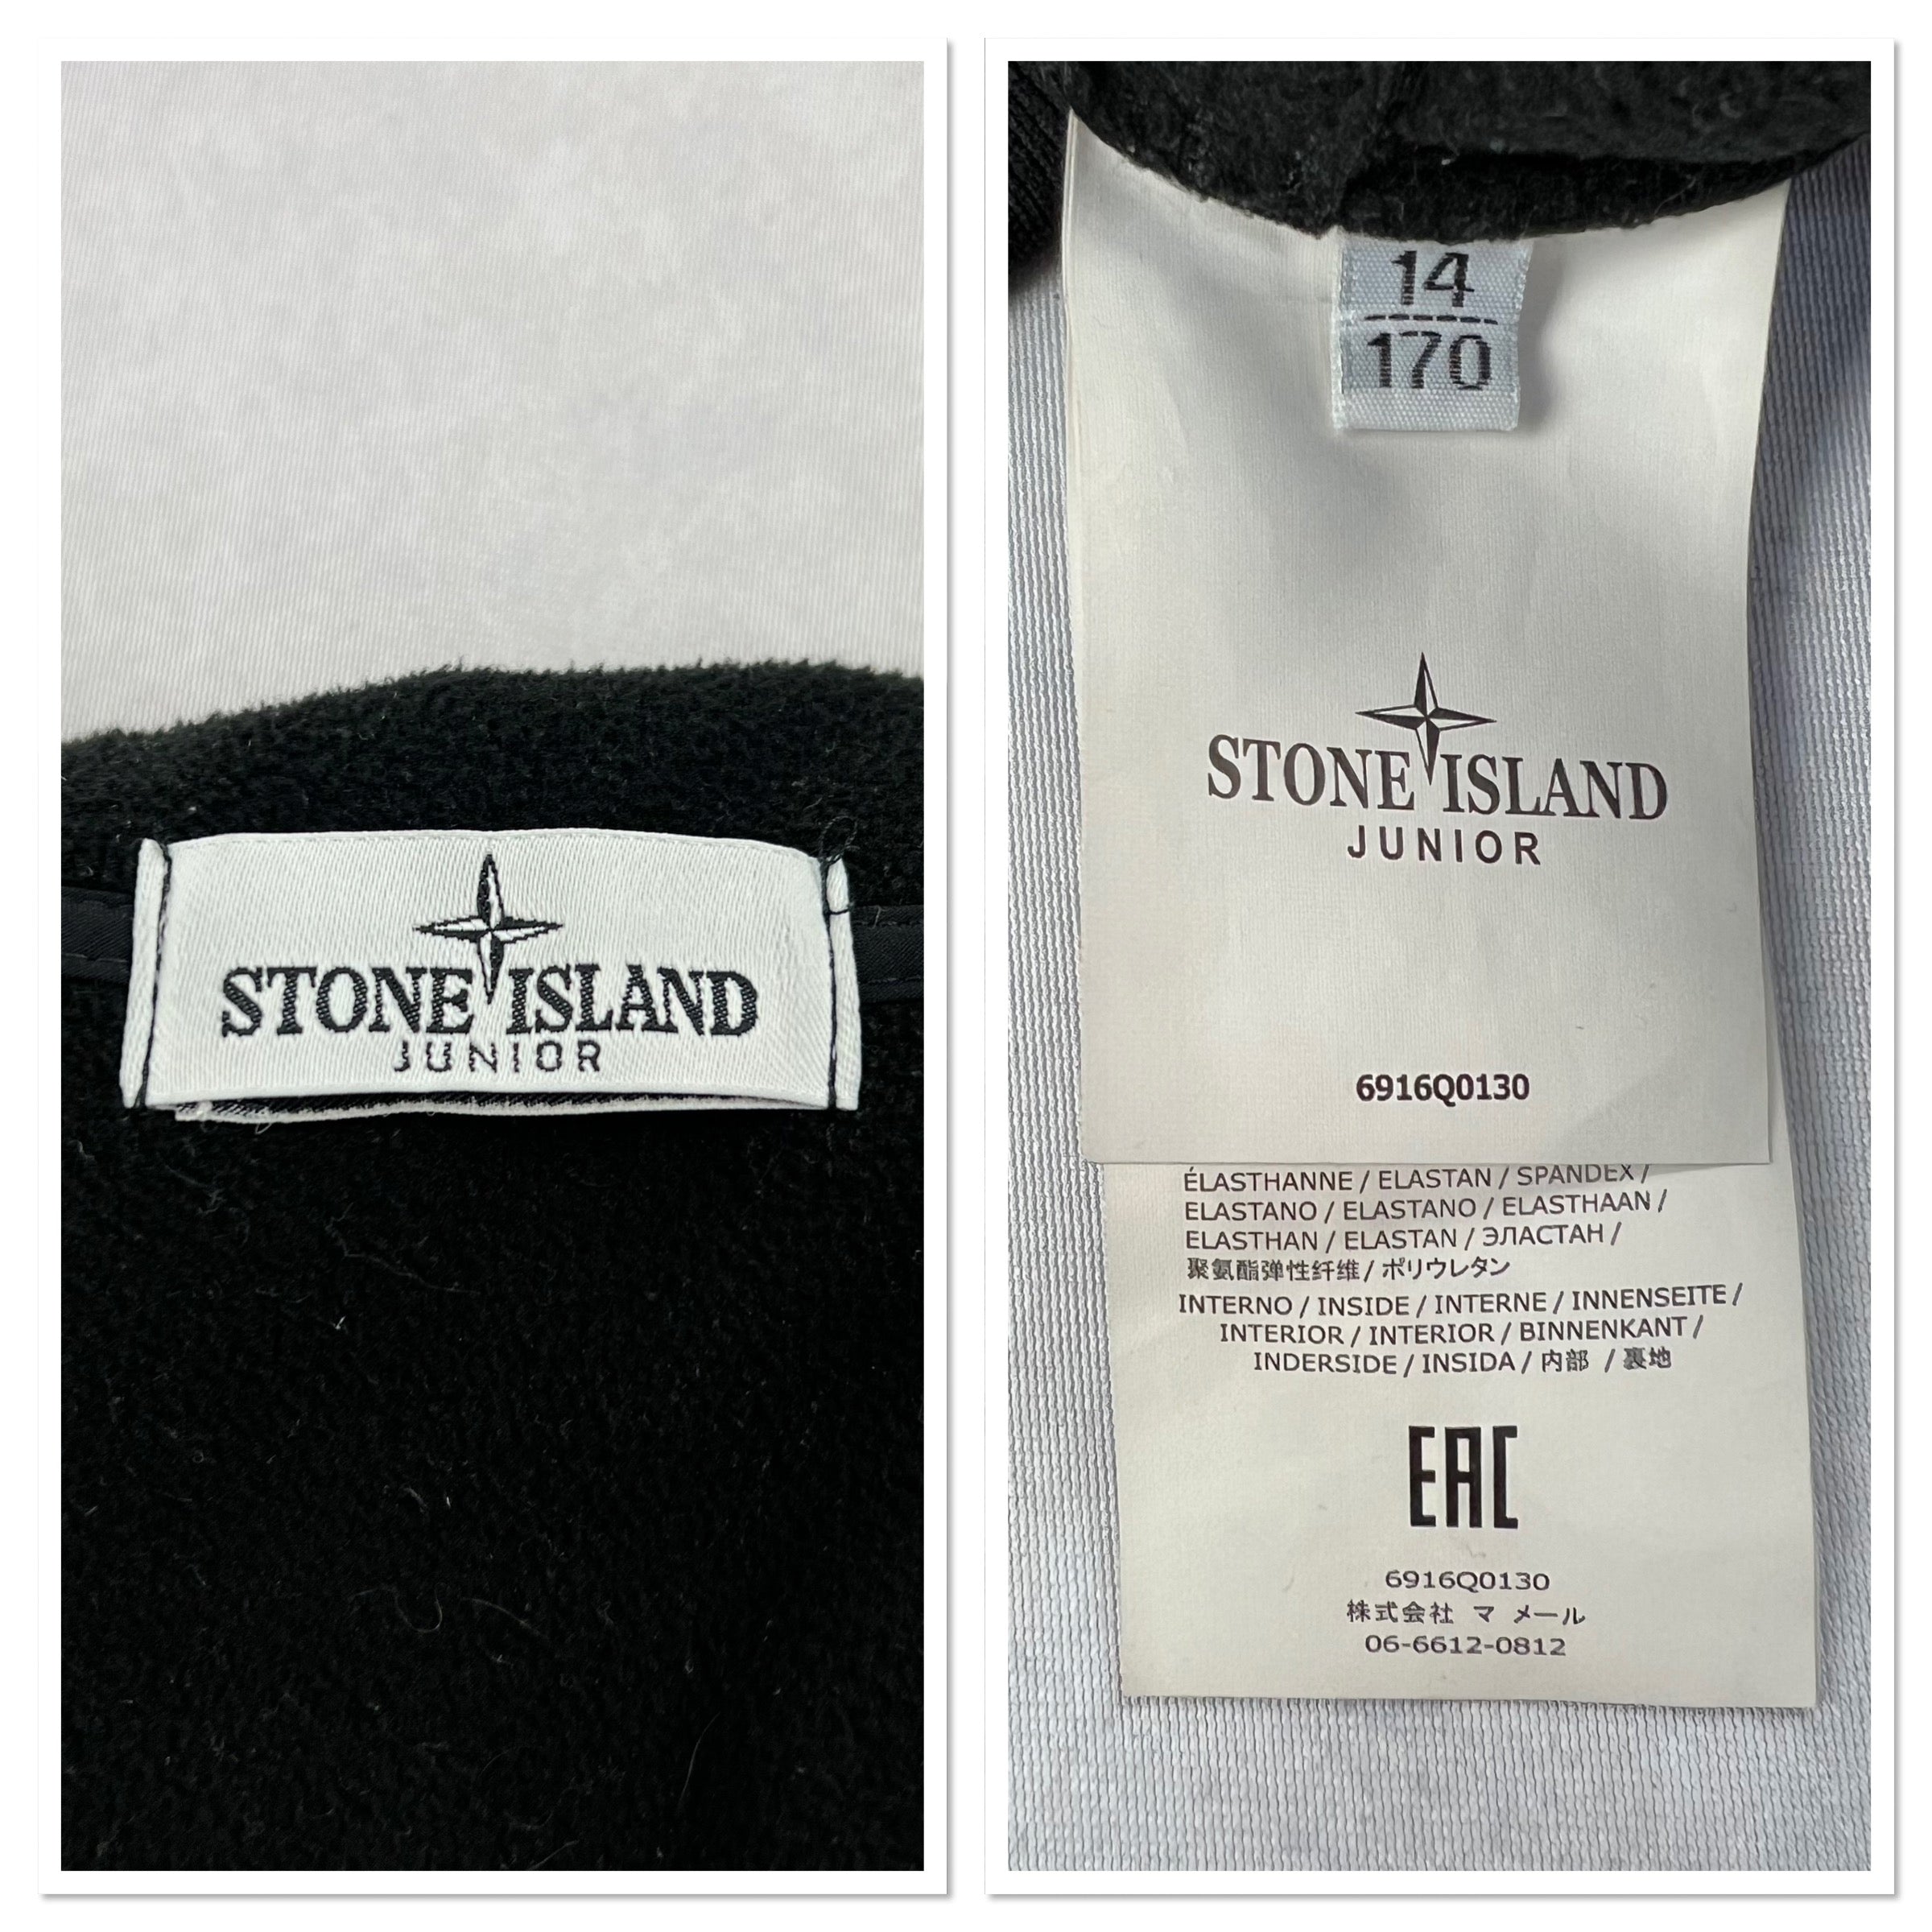 STONE ISLAND
JUNIOR
14
170
STONE ISLAND
JUNIOR
6916Q0130
ÉLASTHANNE / ELASTAN / SPANDEX /
ELASTANO / ELASTANO / ELASTHAAN /
ELASTHAN / ELASTAN / ЭЛАСТАН /
聚氨酯弹性纤维 / ポリウレタン
INTERNO / INSIDE / INTERNE / INNENSEITE /
INTERIOR / INTERIOR / BINNENKANT /
INDERSIDE / INSIDA / 内部 / 裏地
EAC
6916Q0130
株式会社 マ メール
06-6612-0812